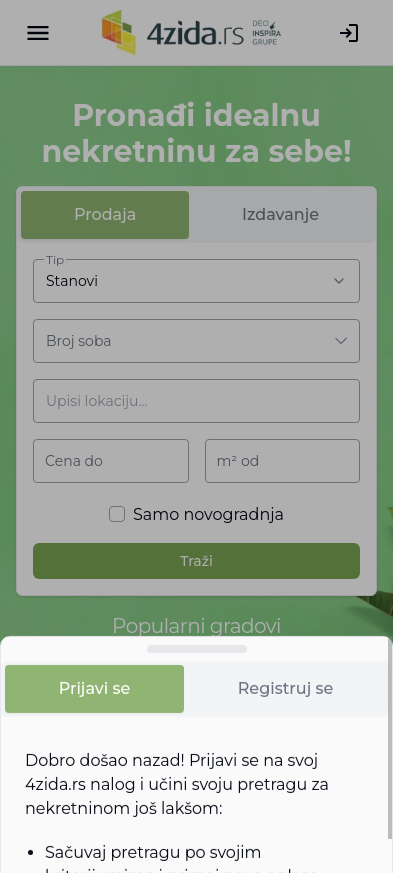 4zida.rs
DEO
INSPIRA
GRUPE
Pronađi idealnu
nekretninu za sebe!
Prodaja
Izdavanje
Tip
Stanovi
Broj soba
Upisi lokaciju...
Cena do
m² od
Samo novogradnja
Traži
Popularni gradovi
Prijavi se
Registruj se
Dobro došao nazad! Prijavi se na svoj
4zida.rs nalog i učini svoju pretragu za
nekretninom još lakšom:
• Sačuvaj pretragu po svojim